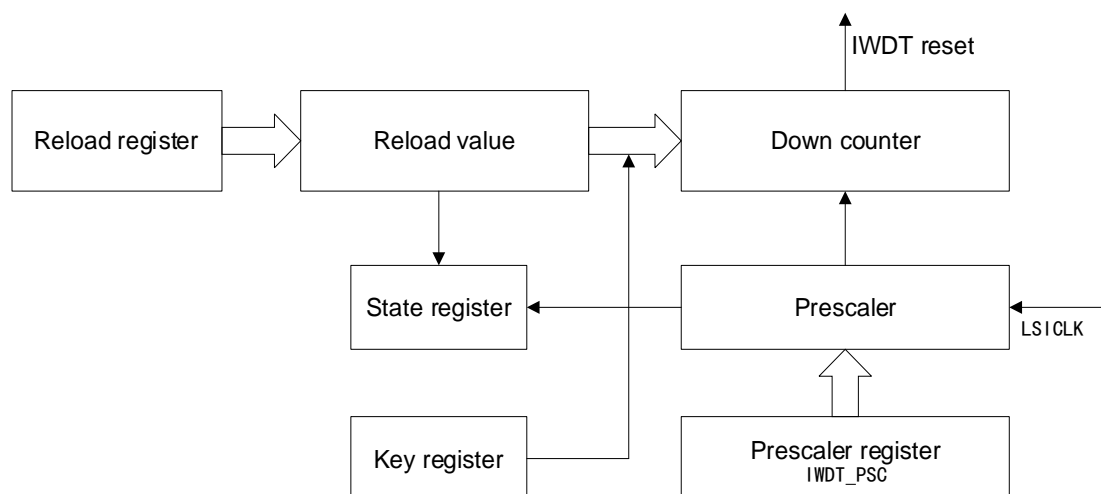 IWDT reset
Reload register
Reload value
Down counter
State register
Prescaler
LSICLK
Key register
Prescaler register
IWDT_PSC